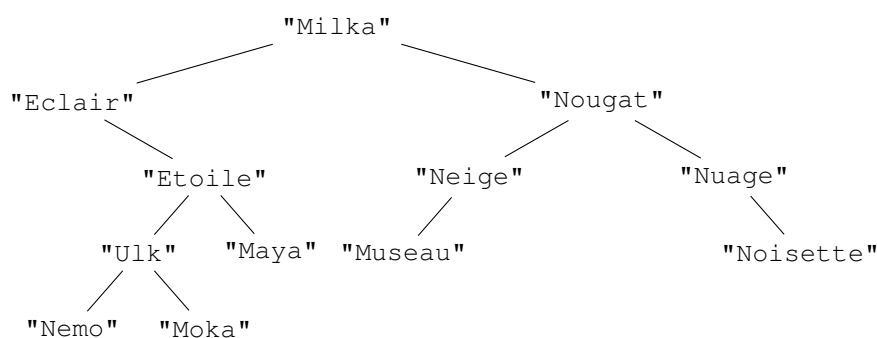 "Milka"
"Eclair" "Nougat"
"Etoile" "Neige" "Nuage"
"Ulk" "Maya" "Museau" "Noisette"
"Nemo" "Moka"